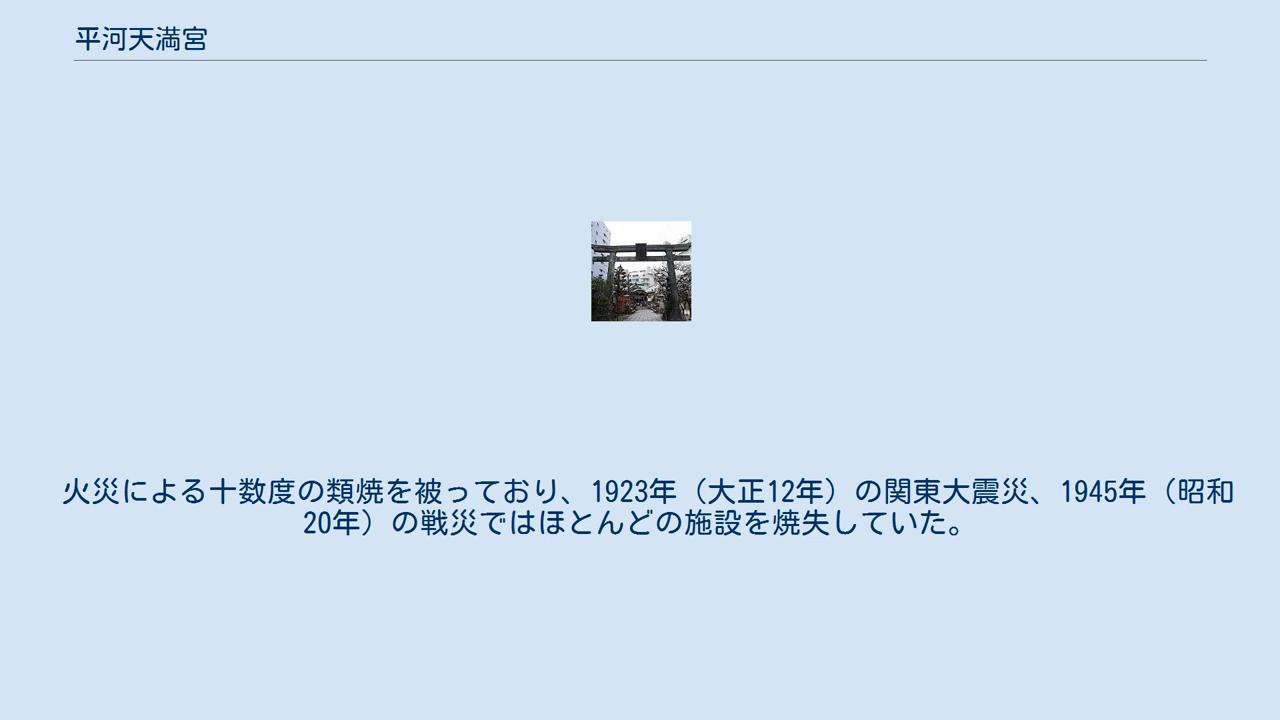 平河天満宮
火災による十数度の類焼を被っており、1923年（大正12年）の関東大震災、1945年（昭和
20年）の戦災ではほとんどの施設を焼失していた。